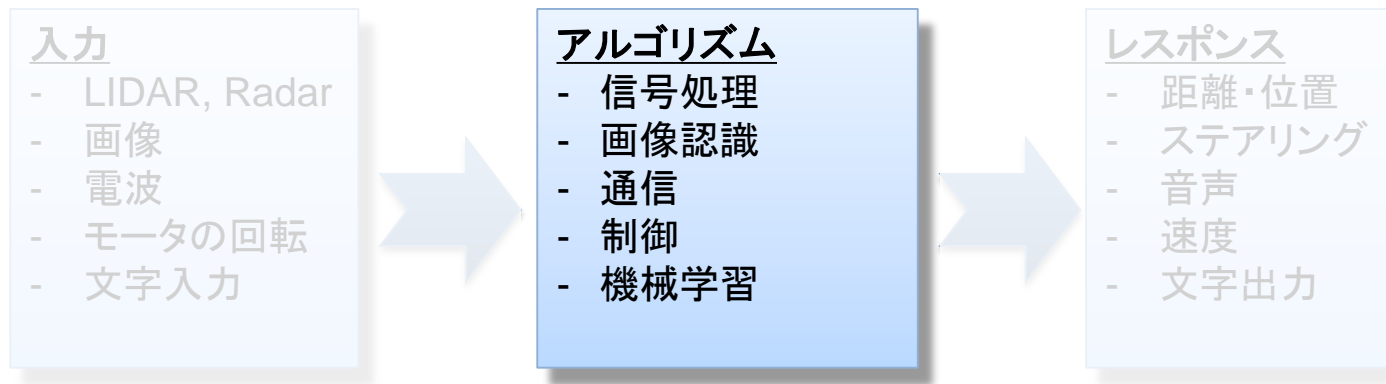 入力
- LIDAR, Radar
- 画像
- 電波
- モータの回転
- 文字入力
アルゴリズム
- 信号処理
- 画像認識
- 通信
- 制御
- 機械学習
レスポンス
- 距離・位置
- ステアリング
- 音声
- 速度
- 文字出力